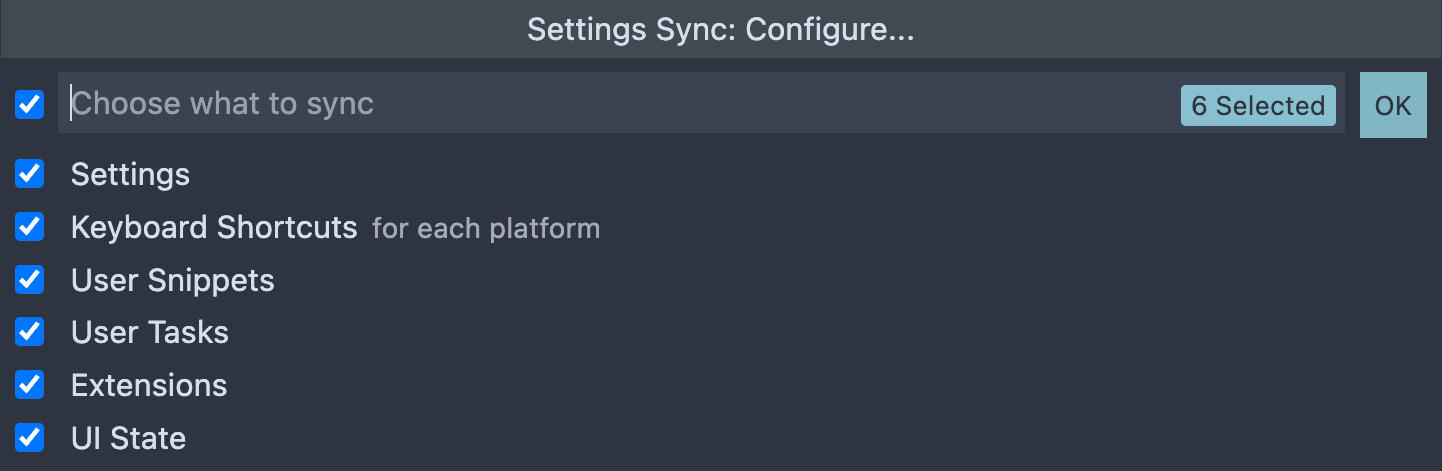 Settings Sync: Configure...
Choose what to sync 6 Selected OK
Settings
Keyboard Shortcuts for each platform
User Snippets
User Tasks
Extensions
UI State